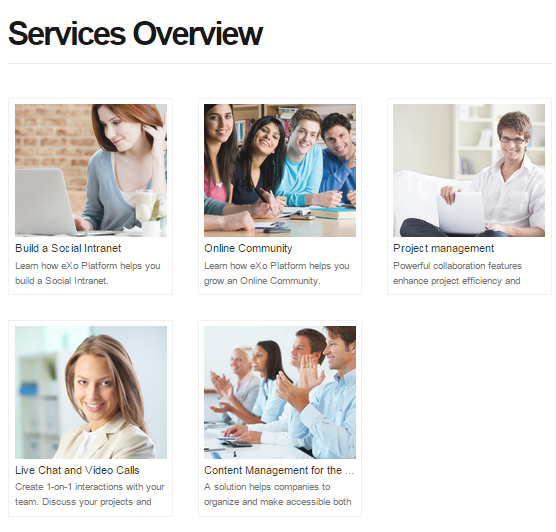 Services Overview
Build a Social Intranet
Learn how eXo Platform helps you
build a Social Intranet.
Online Community
Learn how eXo Platform helps you
grow an Online Community.
Project management
Powerful collaboration features
enhance project efficiency and
Live Chat and Video Calls
Create 1-on-1 interactions with your
team. Discuss your projects and
Content Management for the ...
A solution helps companies to
organize and make accessible both